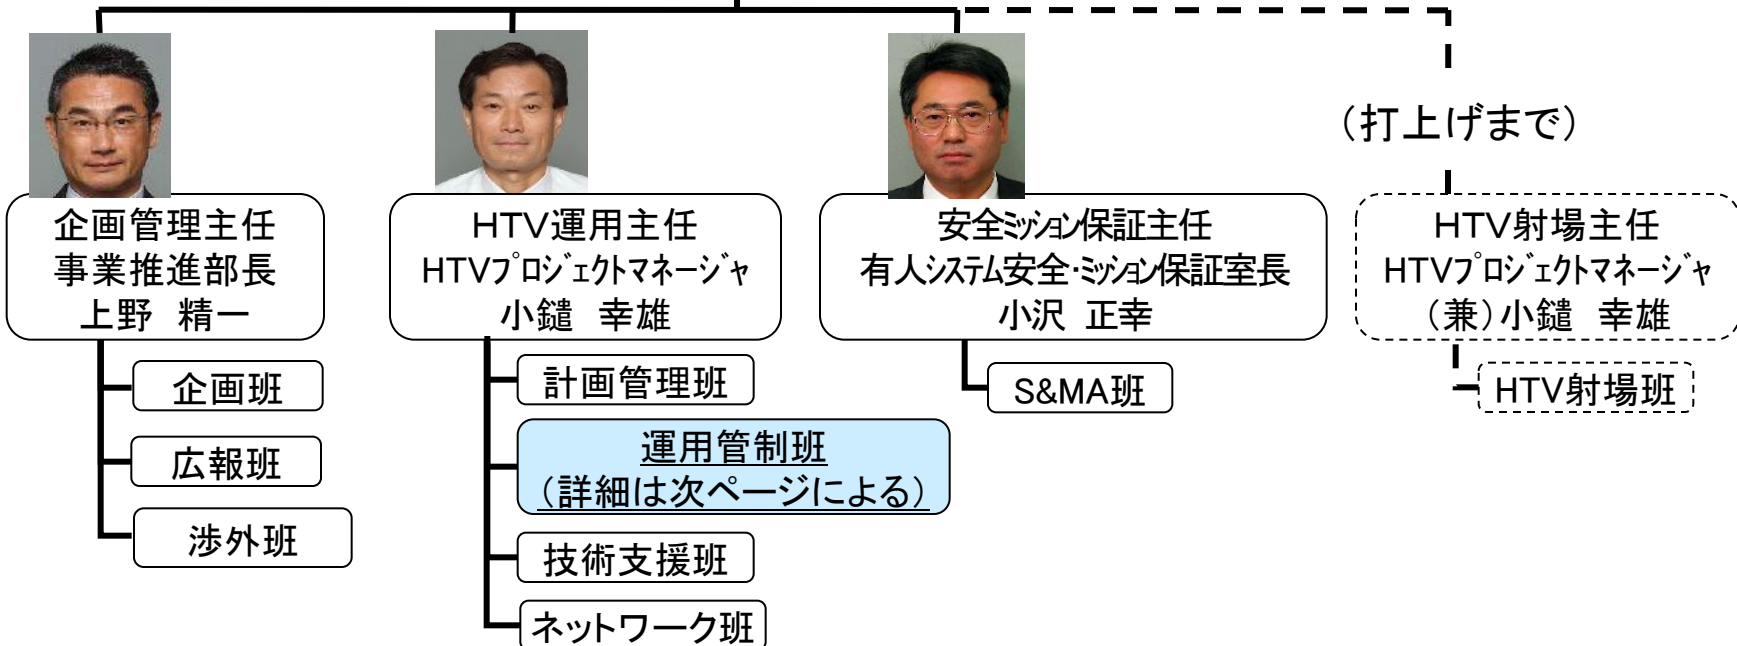 (打上げまで)
企画管理主任
事業推進部長
上野 精一
HTV運用主任
HTVプロジェクトマネージャ
小鑓 幸雄
安全ミッション保証主任
有人システム安全・ミッション保証室長
小沢 正幸
HTV射場主任
HTVプロジェクトマネージャ
(兼)小鑓 幸雄
企画班
広報班
渉外班
計画管理班
運用管制班
(詳細は次ページによる)
技術支援班
ネットワーク班
S&MA班
HTV射場班